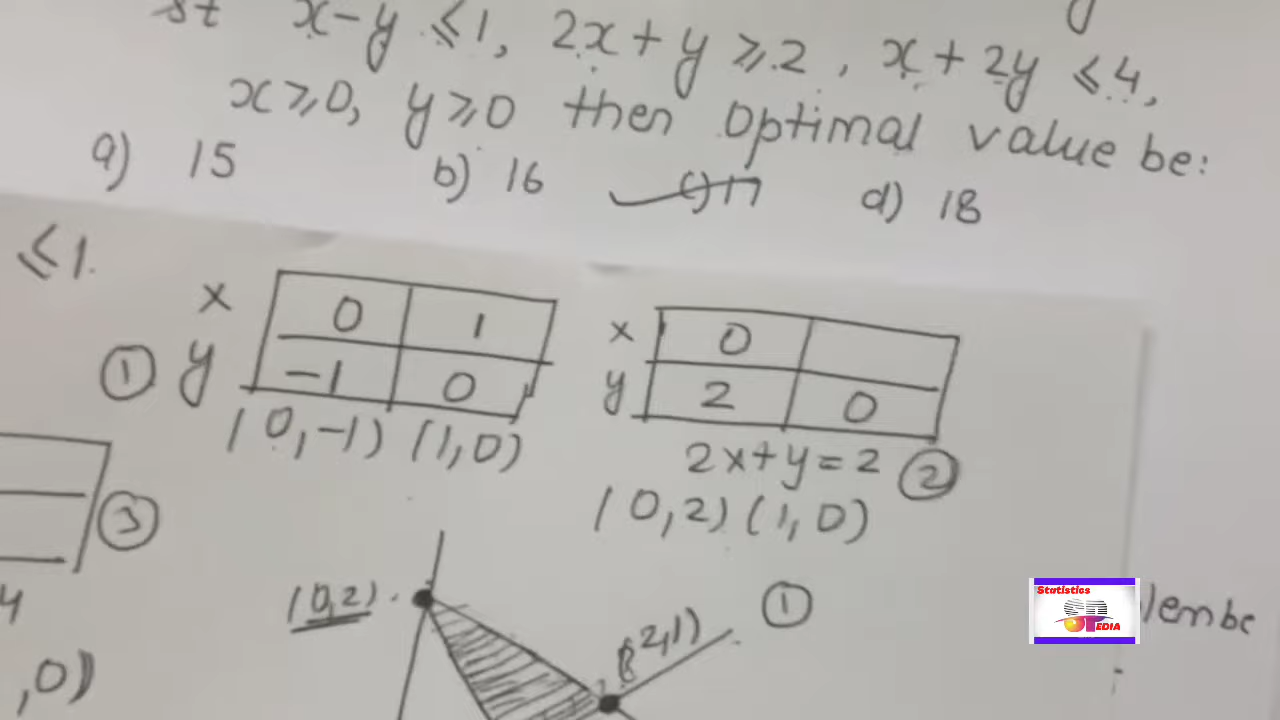 st x-y ≤1, 2x+y ≥2, x+2y ≤4,
x≥0, y≥0 then optimal value be:
a) 15 b) 16 c) 17 d) 18
≤1.
x 0 1
① y -1 0
(0,-1) (1,0)
x 0
y 2 0
2x+y=2 ②
(0,2) (1,0)
③
4
,0)
(0,2)
(2,1)
①
Statistics
PEDIA